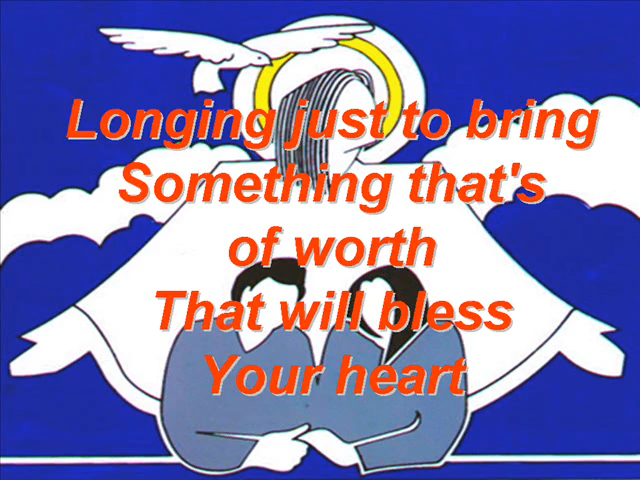 Longing just to bring
Something that's
of worth
That will bless
Your heart